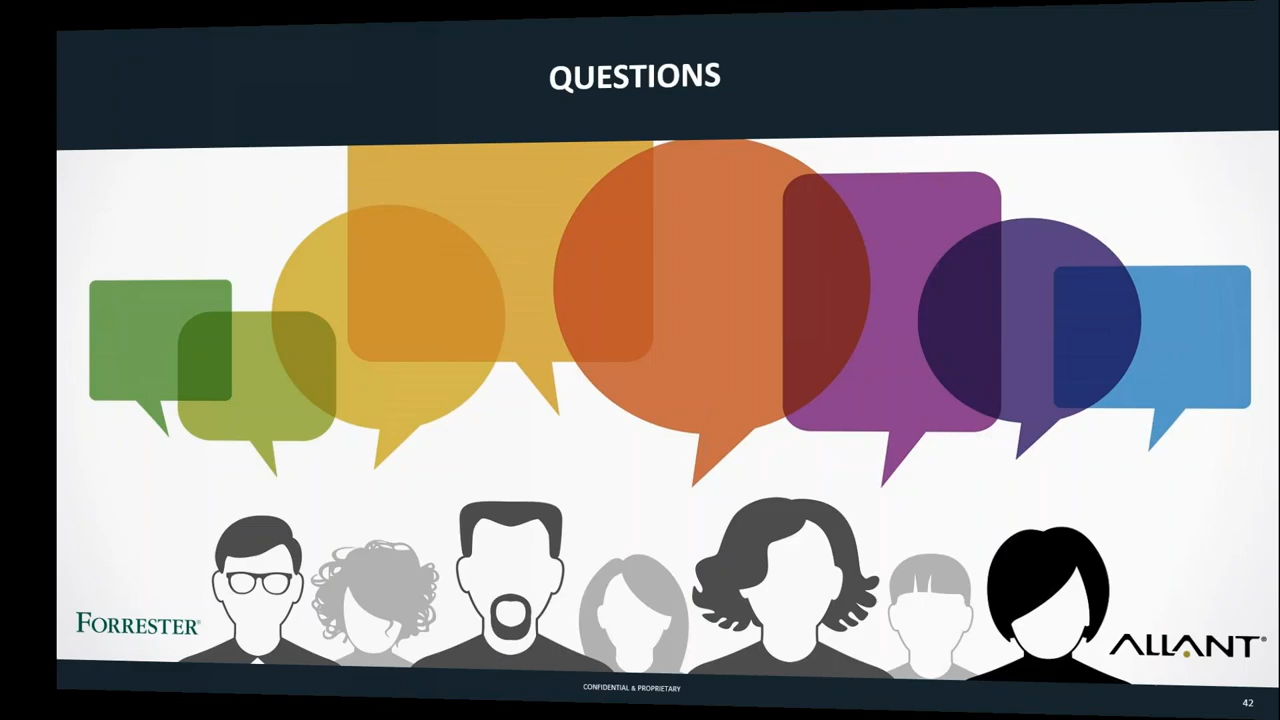 QUESTIONS
FORRESTER®
ALLANT®
CONFIDENTIAL & PROPRIETARY
42